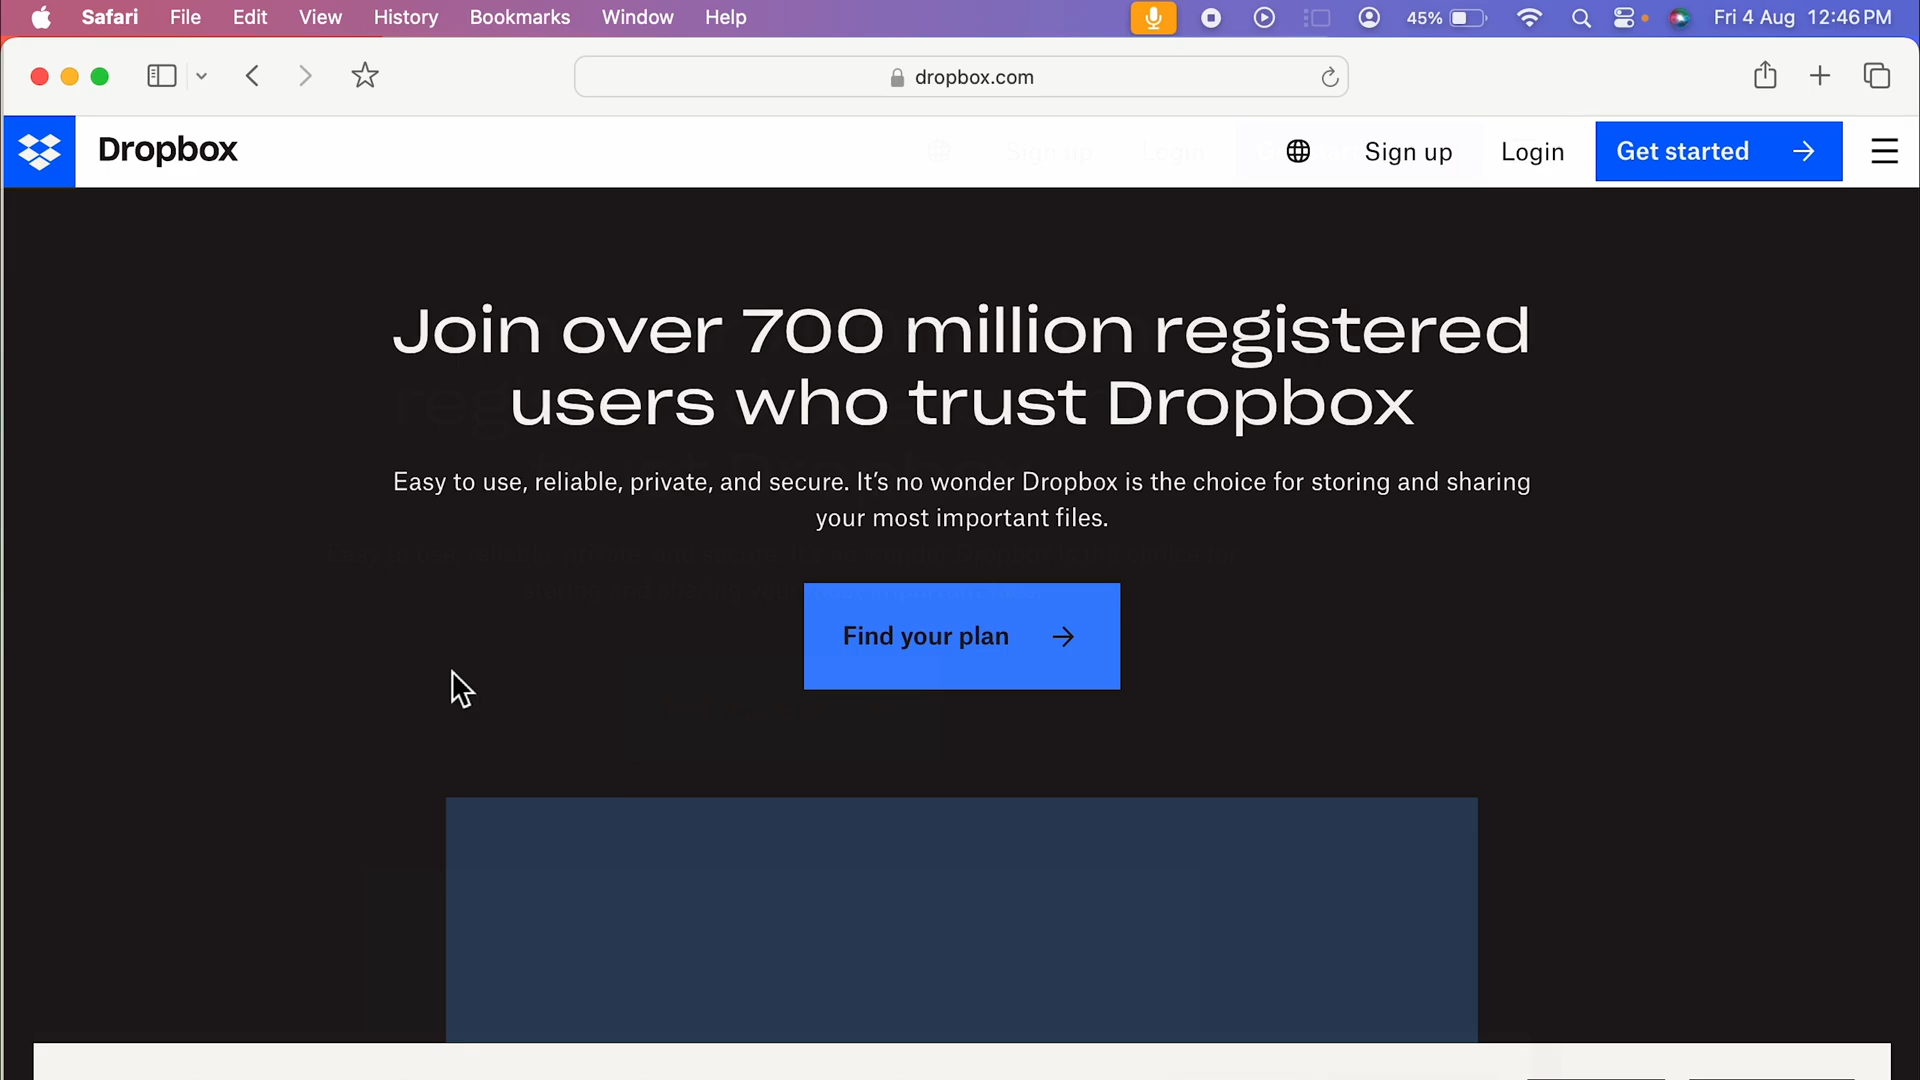 Safari File Edit View History Bookmarks Window Help 45% Fri 4 Aug 12:46 PM
dropbox.com
Dropbox Sign up Login Get started →
Join over 700 million registered
users who trust Dropbox
Easy to use, reliable, private, and secure. It’s no wonder Dropbox is the choice for storing and sharing
your most important files.
Find your plan →